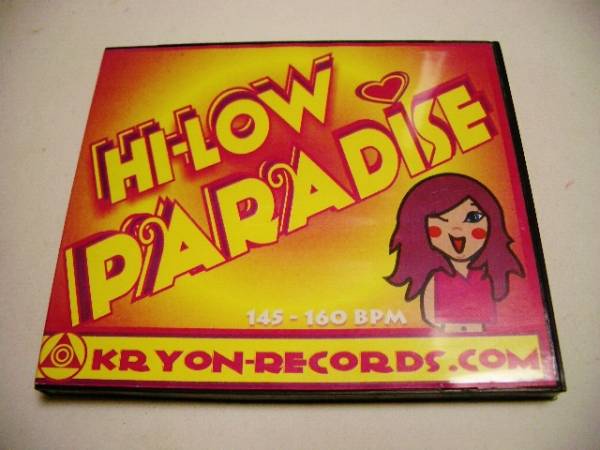 HI-LOW
PARADiSE
145 - 160 BPM
KRYON-RECORDS.COM